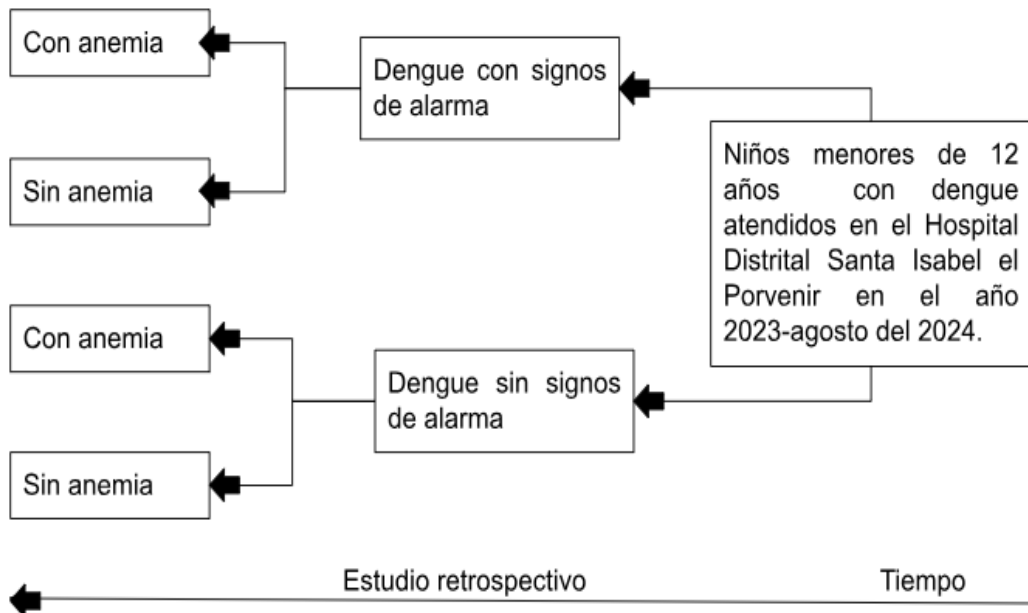 Con anemia
Sin anemia
Dengue con signos
de alarma
Niños menores de 12
años con dengue
atendidos en el Hospital
Distrital Santa Isabel el
Porvenir en el año
2023-agosto del 2024.
Con anemia
Sin anemia
Dengue sin signos
de alarma
Estudio retrospectivo
Tiempo